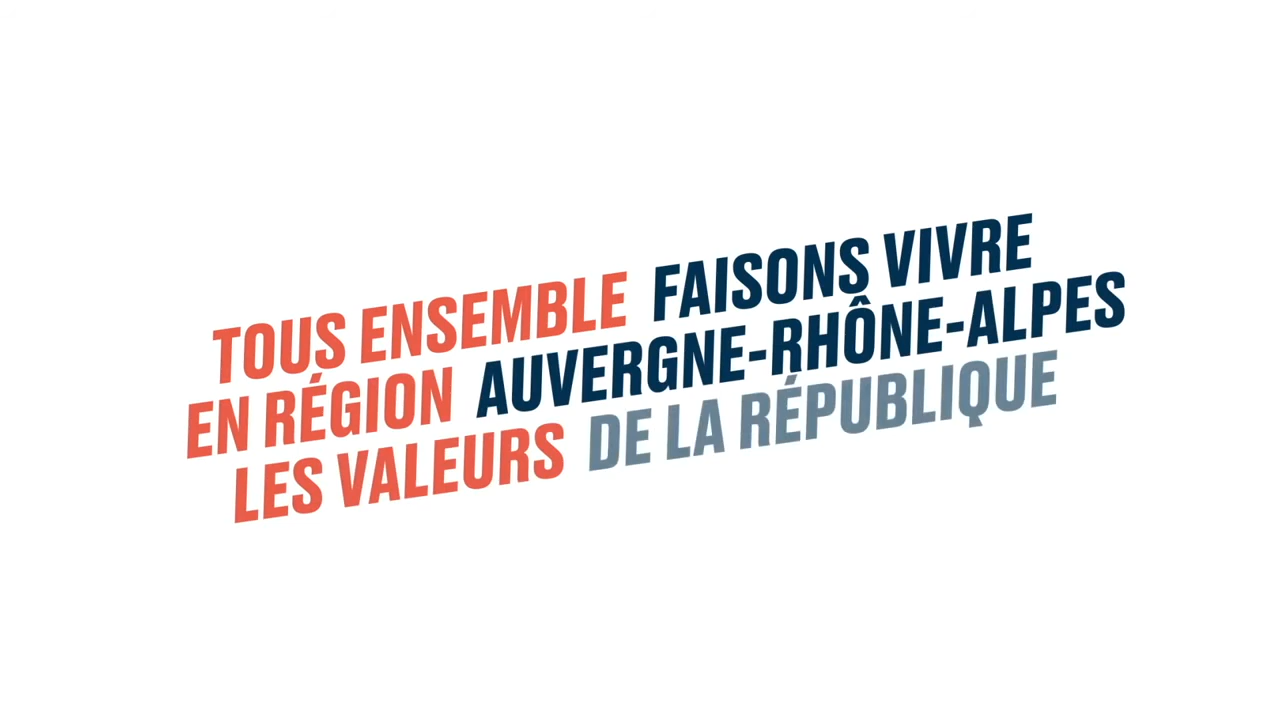 TOUS ENSEMBLE FAISONS VIVRE
EN RÉGION AUVERGNE-RHÔNE-ALPES
LES VALEURS DE LA RÉPUBLIQUE